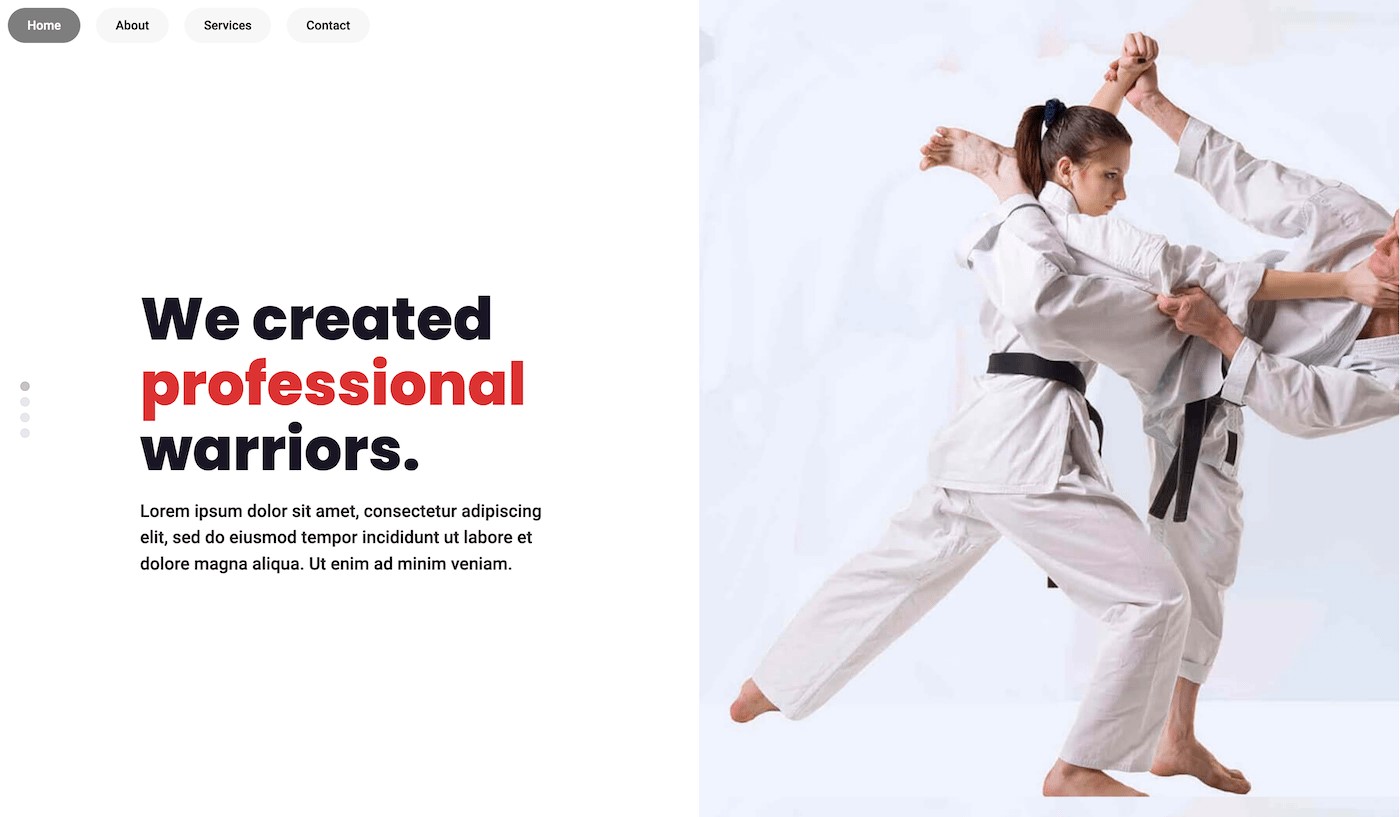 Home
About
Services
Contact
We created
professional
warriors.
Lorem ipsum dolor sit amet, consectetur adipiscing
elit, sed do eiusmod tempor incididunt ut labore et
dolore magna aliqua. Ut enim ad minim veniam.